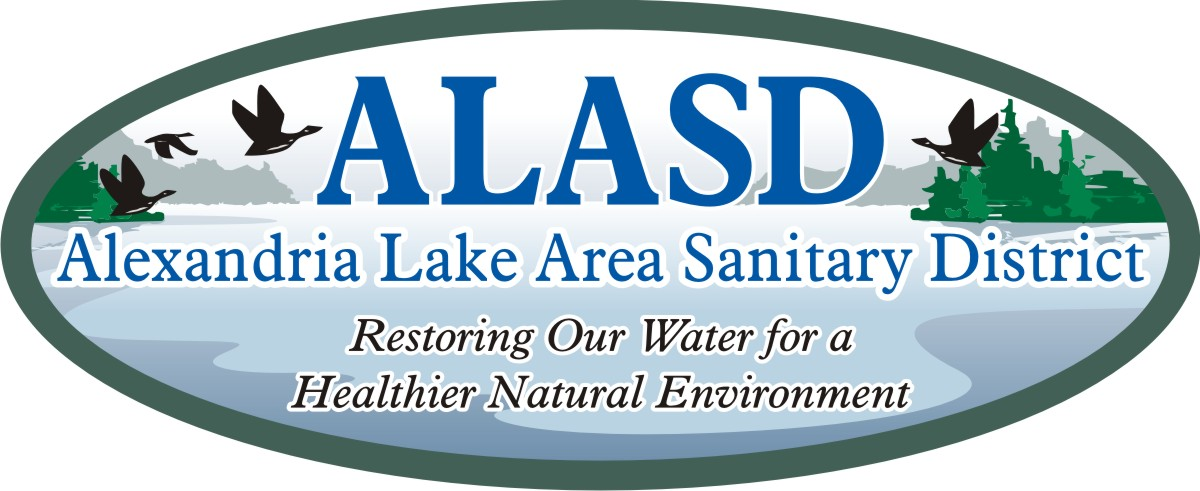 ALASD
Alexandria Lake Area Sanitary District
Restoring Our Water for a
Healthier Natural Environment